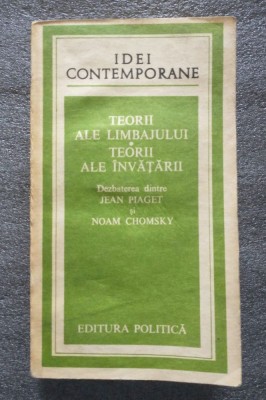 IDEI
CONTEMPORANE
TEORII
ALE LIMBAJULUI
TEORII
ALE ÎNVĂȚĂRII
Dezbaterea dintre
JEAN PIAGET
și
NOAM CHOMSKY
EDITURA POLITICĂ